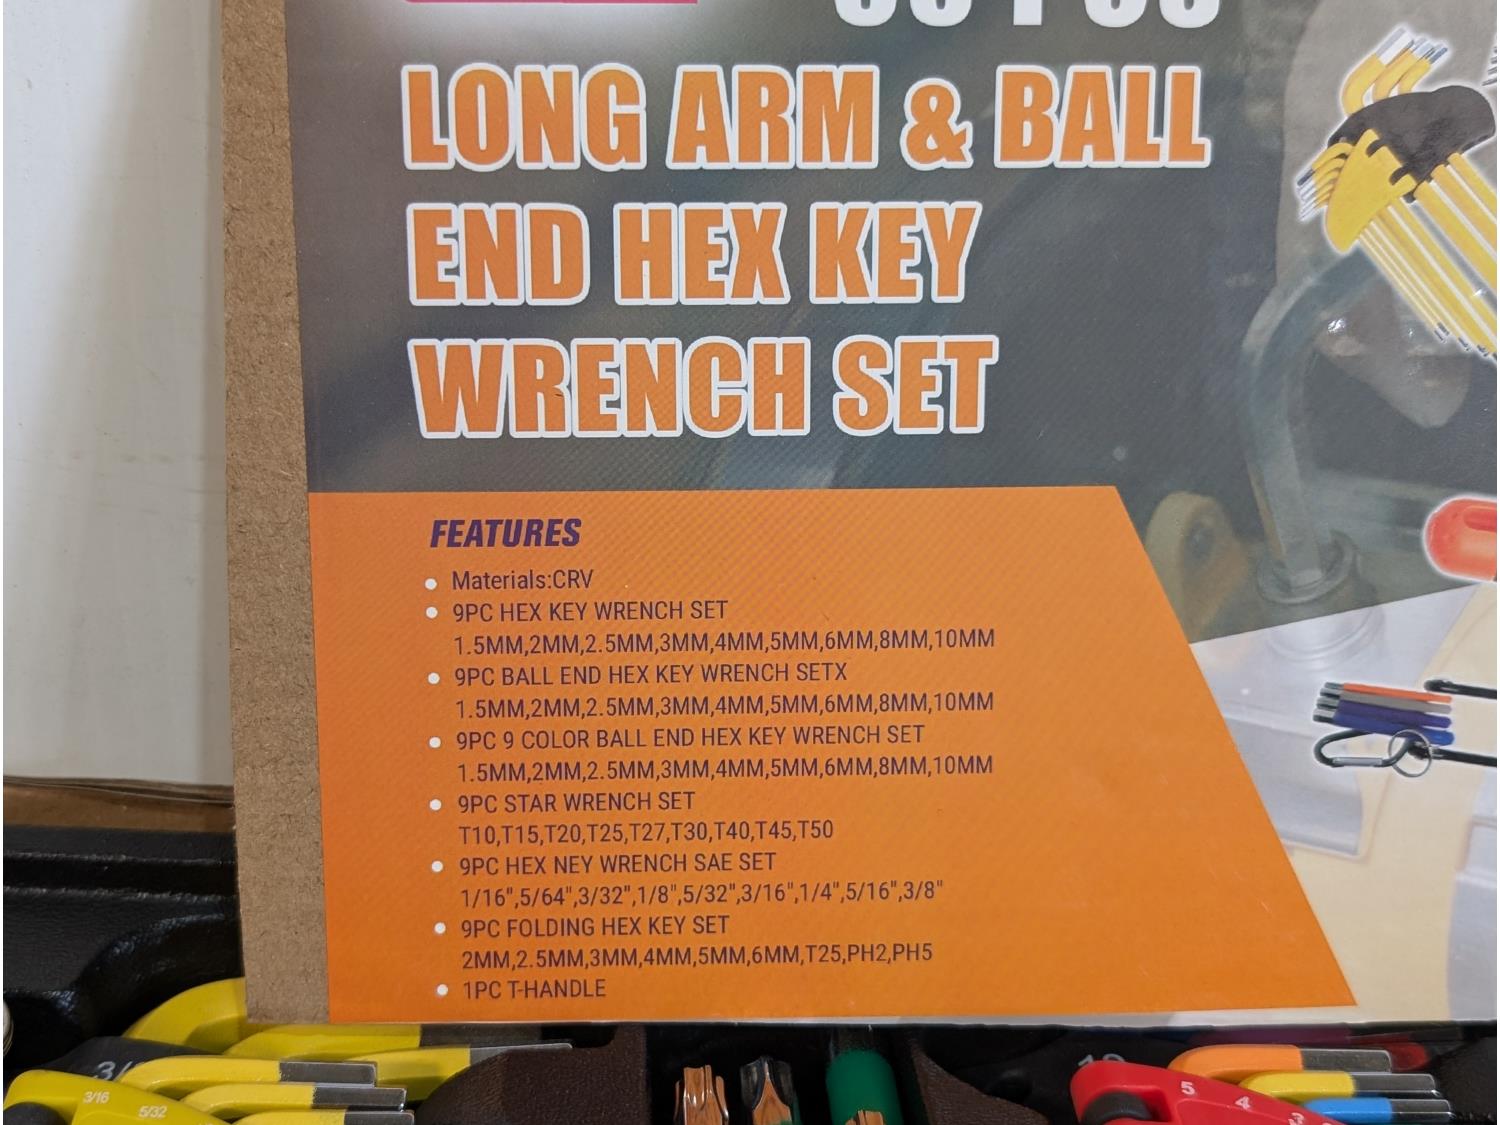 LONG ARM & BALL
END HEX KEY
WRENCH SET
FEATURES
Materials:CRV
9PC HEX KEY WRENCH SET
1.5MM,2MM,2.5MM,3MM,4MM,5MM,6MM,8MM,10MM
9PC BALL END HEX KEY WRENCH SETX
1.5MM,2MM,2.5MM,3MM,4MM,5MM,6MM,8MM,10MM
9PC 9 COLOR BALL END HEX KEY WRENCH SET
1.5MM,2MM,2.5MM,3MM,4MM,5MM,6MM,8MM,10MM
9PC STAR WRENCH SET
T10,T15,T20,T25,T27,T30,T40,T45,T50
9PC HEX NEY WRENCH SAE SET
1/16",5/64",3/32",1/8",5/32",3/16",1/4",5/16",3/8"
9PC FOLDING HEX KEY SET
2MM,2.5MM,3MM,4MM,5MM,6MM,T25,PH2,PH5
1PC T-HANDLE
3/16
5/32
5
4